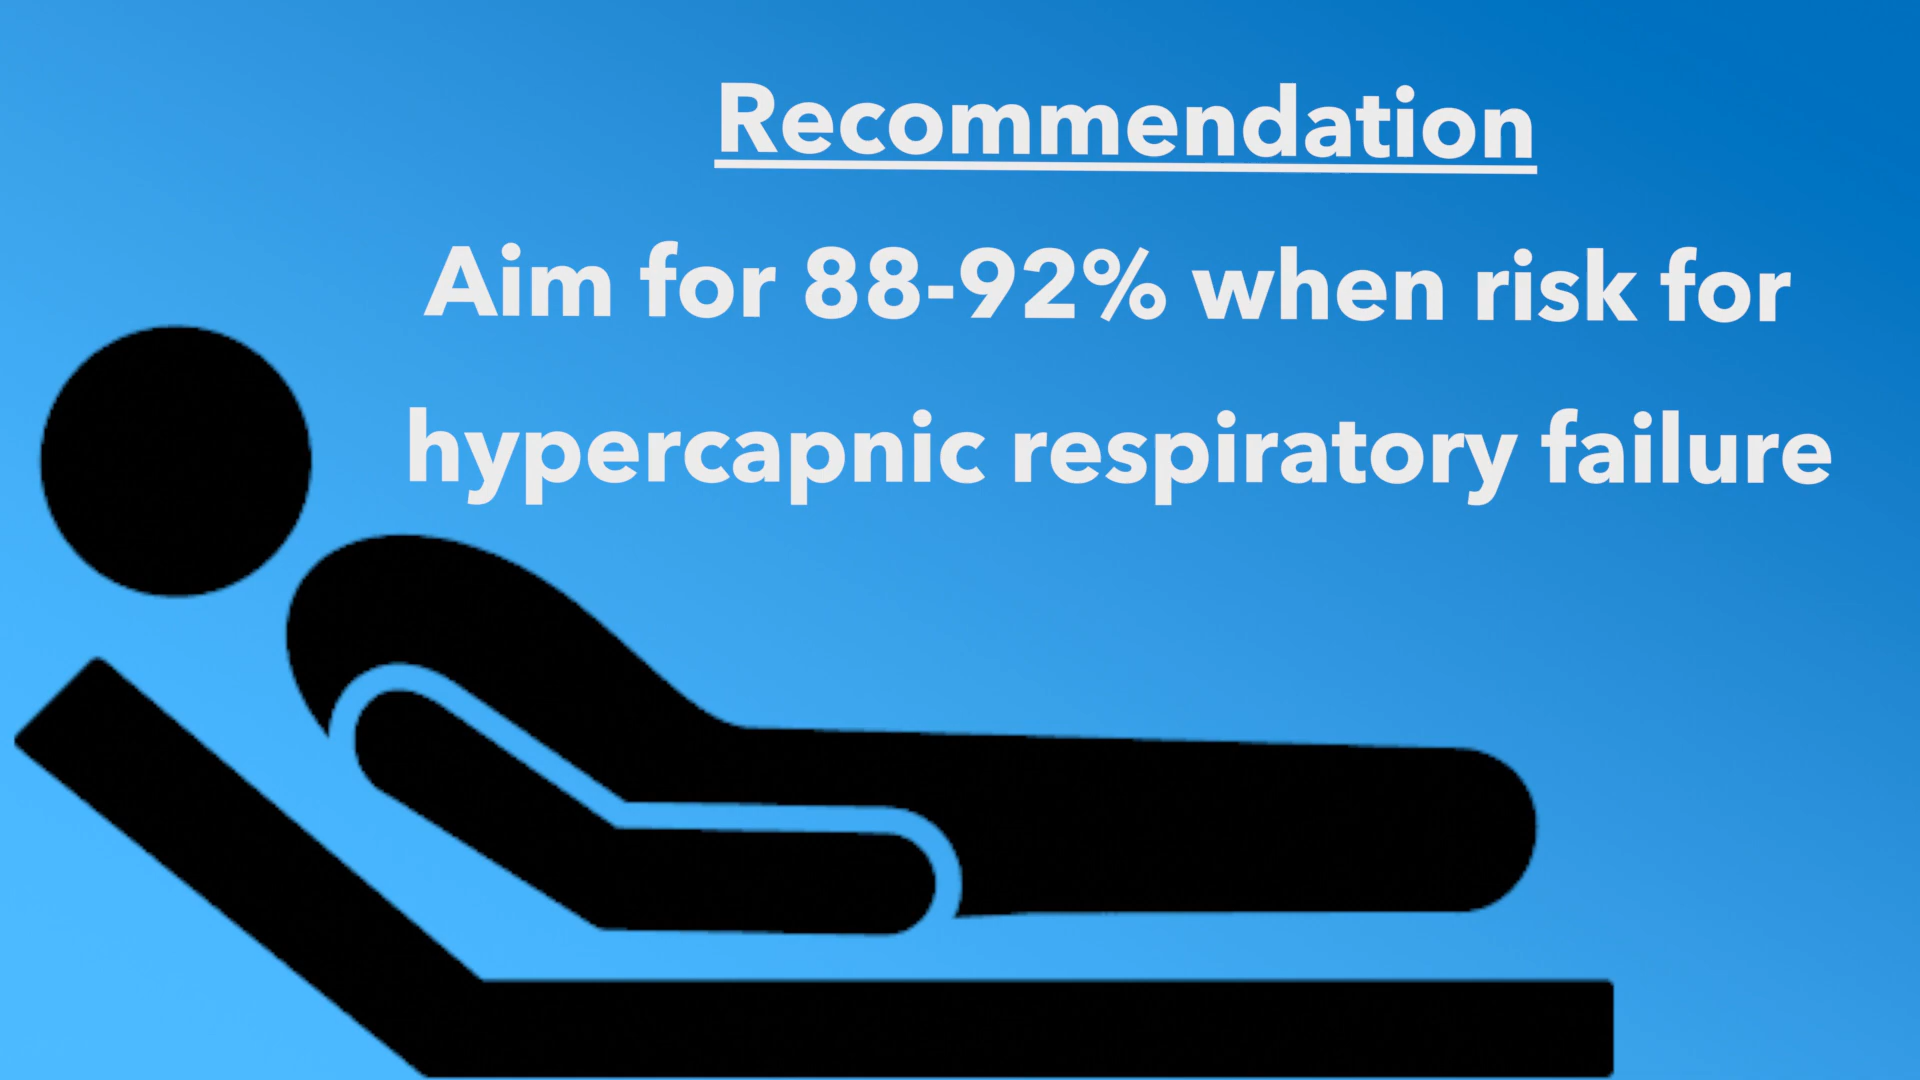 Recommendation
Aim for 88-92% when risk for
hypercapnic respiratory failure